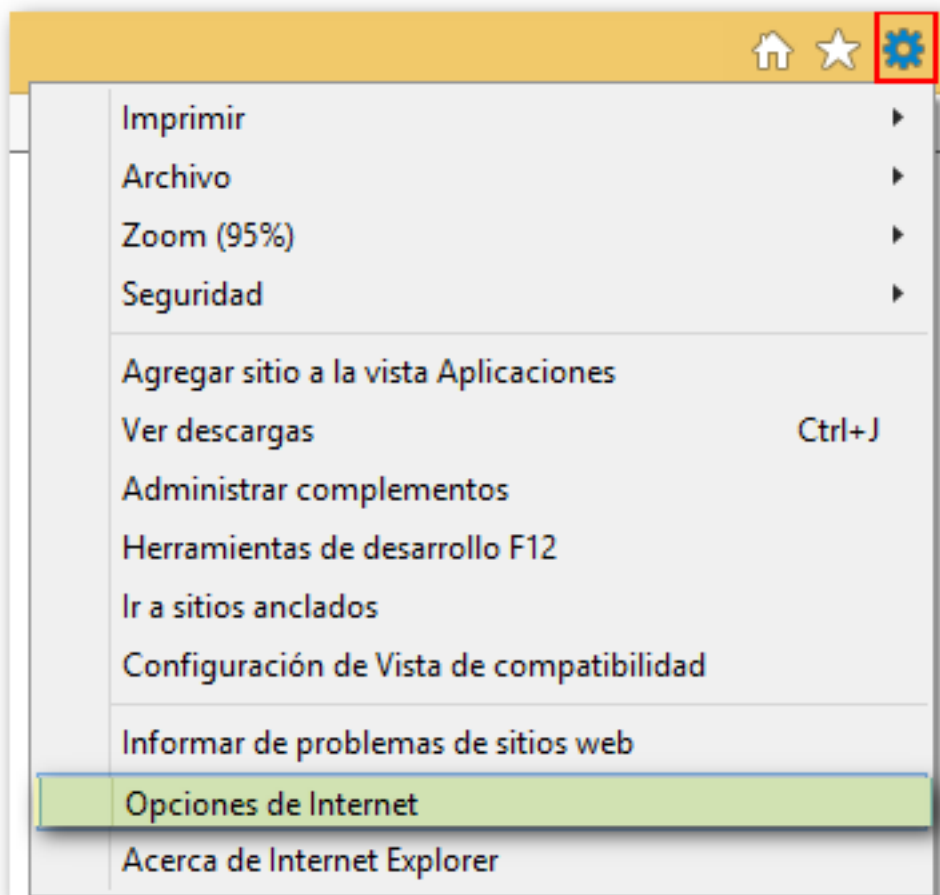 Imprimir
Archivo
Zoom (95%)
Seguridad
Agregar sitio a la vista Aplicaciones
Ver descargas Ctrl+J
Administrar complementos
Herramientas de desarrollo F12
Ir a sitios anclados
Configuración de Vista de compatibilidad
Informar de problemas de sitios web
Opciones de Internet
Acerca de Internet Explorer